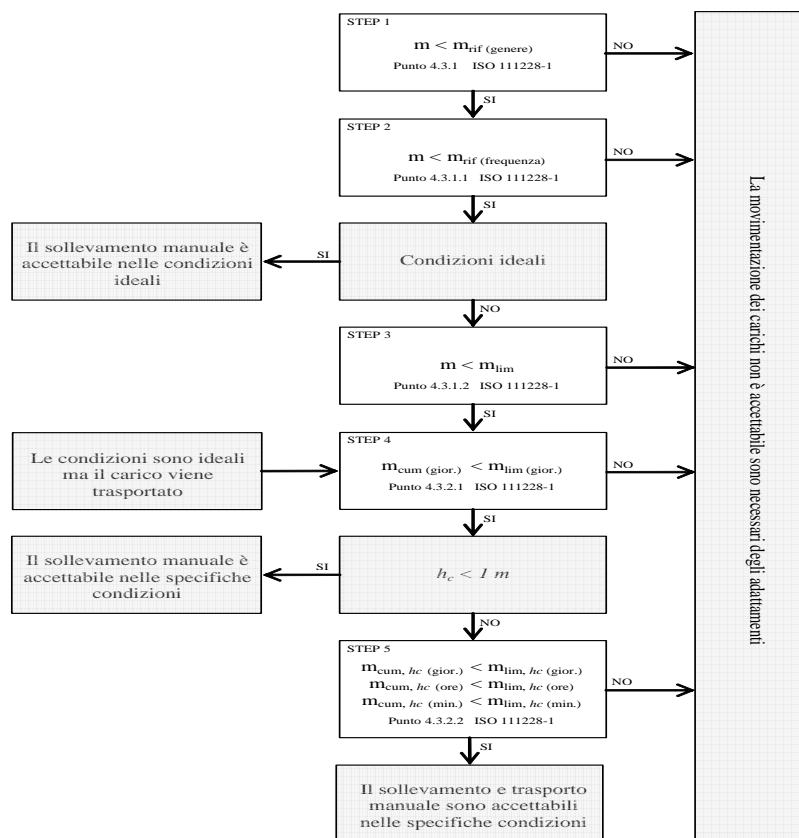 STEP 1
m < mrif (genere)
Punto 4.3.1 ISO 111228-1
NO
SI
STEP 2
m < mrif (frequenza)
Punto 4.3.1.1 ISO 111228-1
NO
SI
Il sollevamento manuale è
accettabile nelle condizioni
ideali
SI
Condizioni ideali
NO
STEP 3
m < mlim
Punto 4.3.1.2 ISO 111228-1
NO
SI
Le condizioni sono ideali
ma il carico viene
trasportato
STEP 4
mcum (gior.) < mlim (gior.)
Punto 4.3.2.1 ISO 111228-1
NO
SI
Il sollevamento manuale è
accettabile nelle specifiche
condizioni
SI
hc < 1 m
NO
STEP 5
mcum, hc (gior.) < mlim, hc (gior.)
mcum, hc (ore) < mlim, hc (ore)
mcum, hc (min.) < mlim, hc (min.)
Punto 4.3.2.2 ISO 111228-1
NO
SI
Il sollevamento e trasporto
manuale sono accettabili
nelle specifiche condizioni
La movimentazione dei carichi non è accettabile sono necessari degli adattamenti